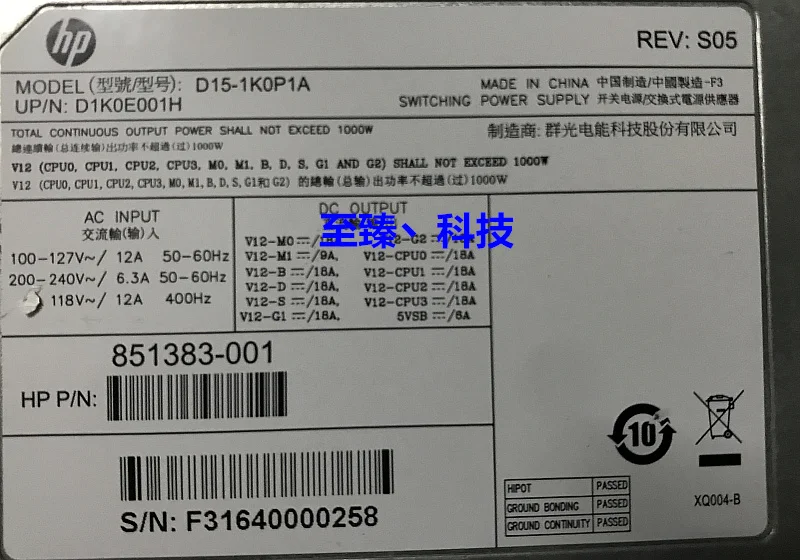 hp
REV: S05
MODEL(型號/型号): D15-1K0P1A
UP/N: D1K0E001H
MADE IN CHINA 中国制造/中國製造-F3
SWITCHING POWER SUPPLY 开关电源/交換式電源供應器
TOTAL CONTINUOUS OUTPUT POWER SHALL NOT EXCEED 1000W
總連續輸(总连续输)出功率不超過(过)1000W
制造商: 群光电能科技股份有限公司
V12 (CPU0, CPU1, CPU2, CPU3, M0, M1, B, D, S, G1 AND G2) SHALL NOT EXCEED 1000W
V12 (CPU0, CPU1, CPU2, CPU3, M0, M1, B, D, S, G1和 G2) 的總輸(总输)出功率不超過(过)1000W
AC INPUT
交流輸(输)入
100-127V~/ 12A 50-60Hz
200-240V~/ 6.3A 50-60Hz
118V~/ 12A 400Hz
DC OUTPUT
至臻丶科技
V12-M0⎓/
2-G2
V12-M1⎓/9A, V12-CPU0⎓/18A
V12-B⎓/18A, V12-CPU1⎓/18A
V12-D⎓/18A, V12-CPU2⎓/18A
V12-S⎓/18A, V12-CPU3⎓/18A
V12-G1⎓/18A, 5VSB⎓/6A
851383-001
HP P/N:
S/N: F31640000258
10
HIPOT PASSED
GROUND BONDING PASSED
GROUND CONTINUITY PASSED
XQ004-B